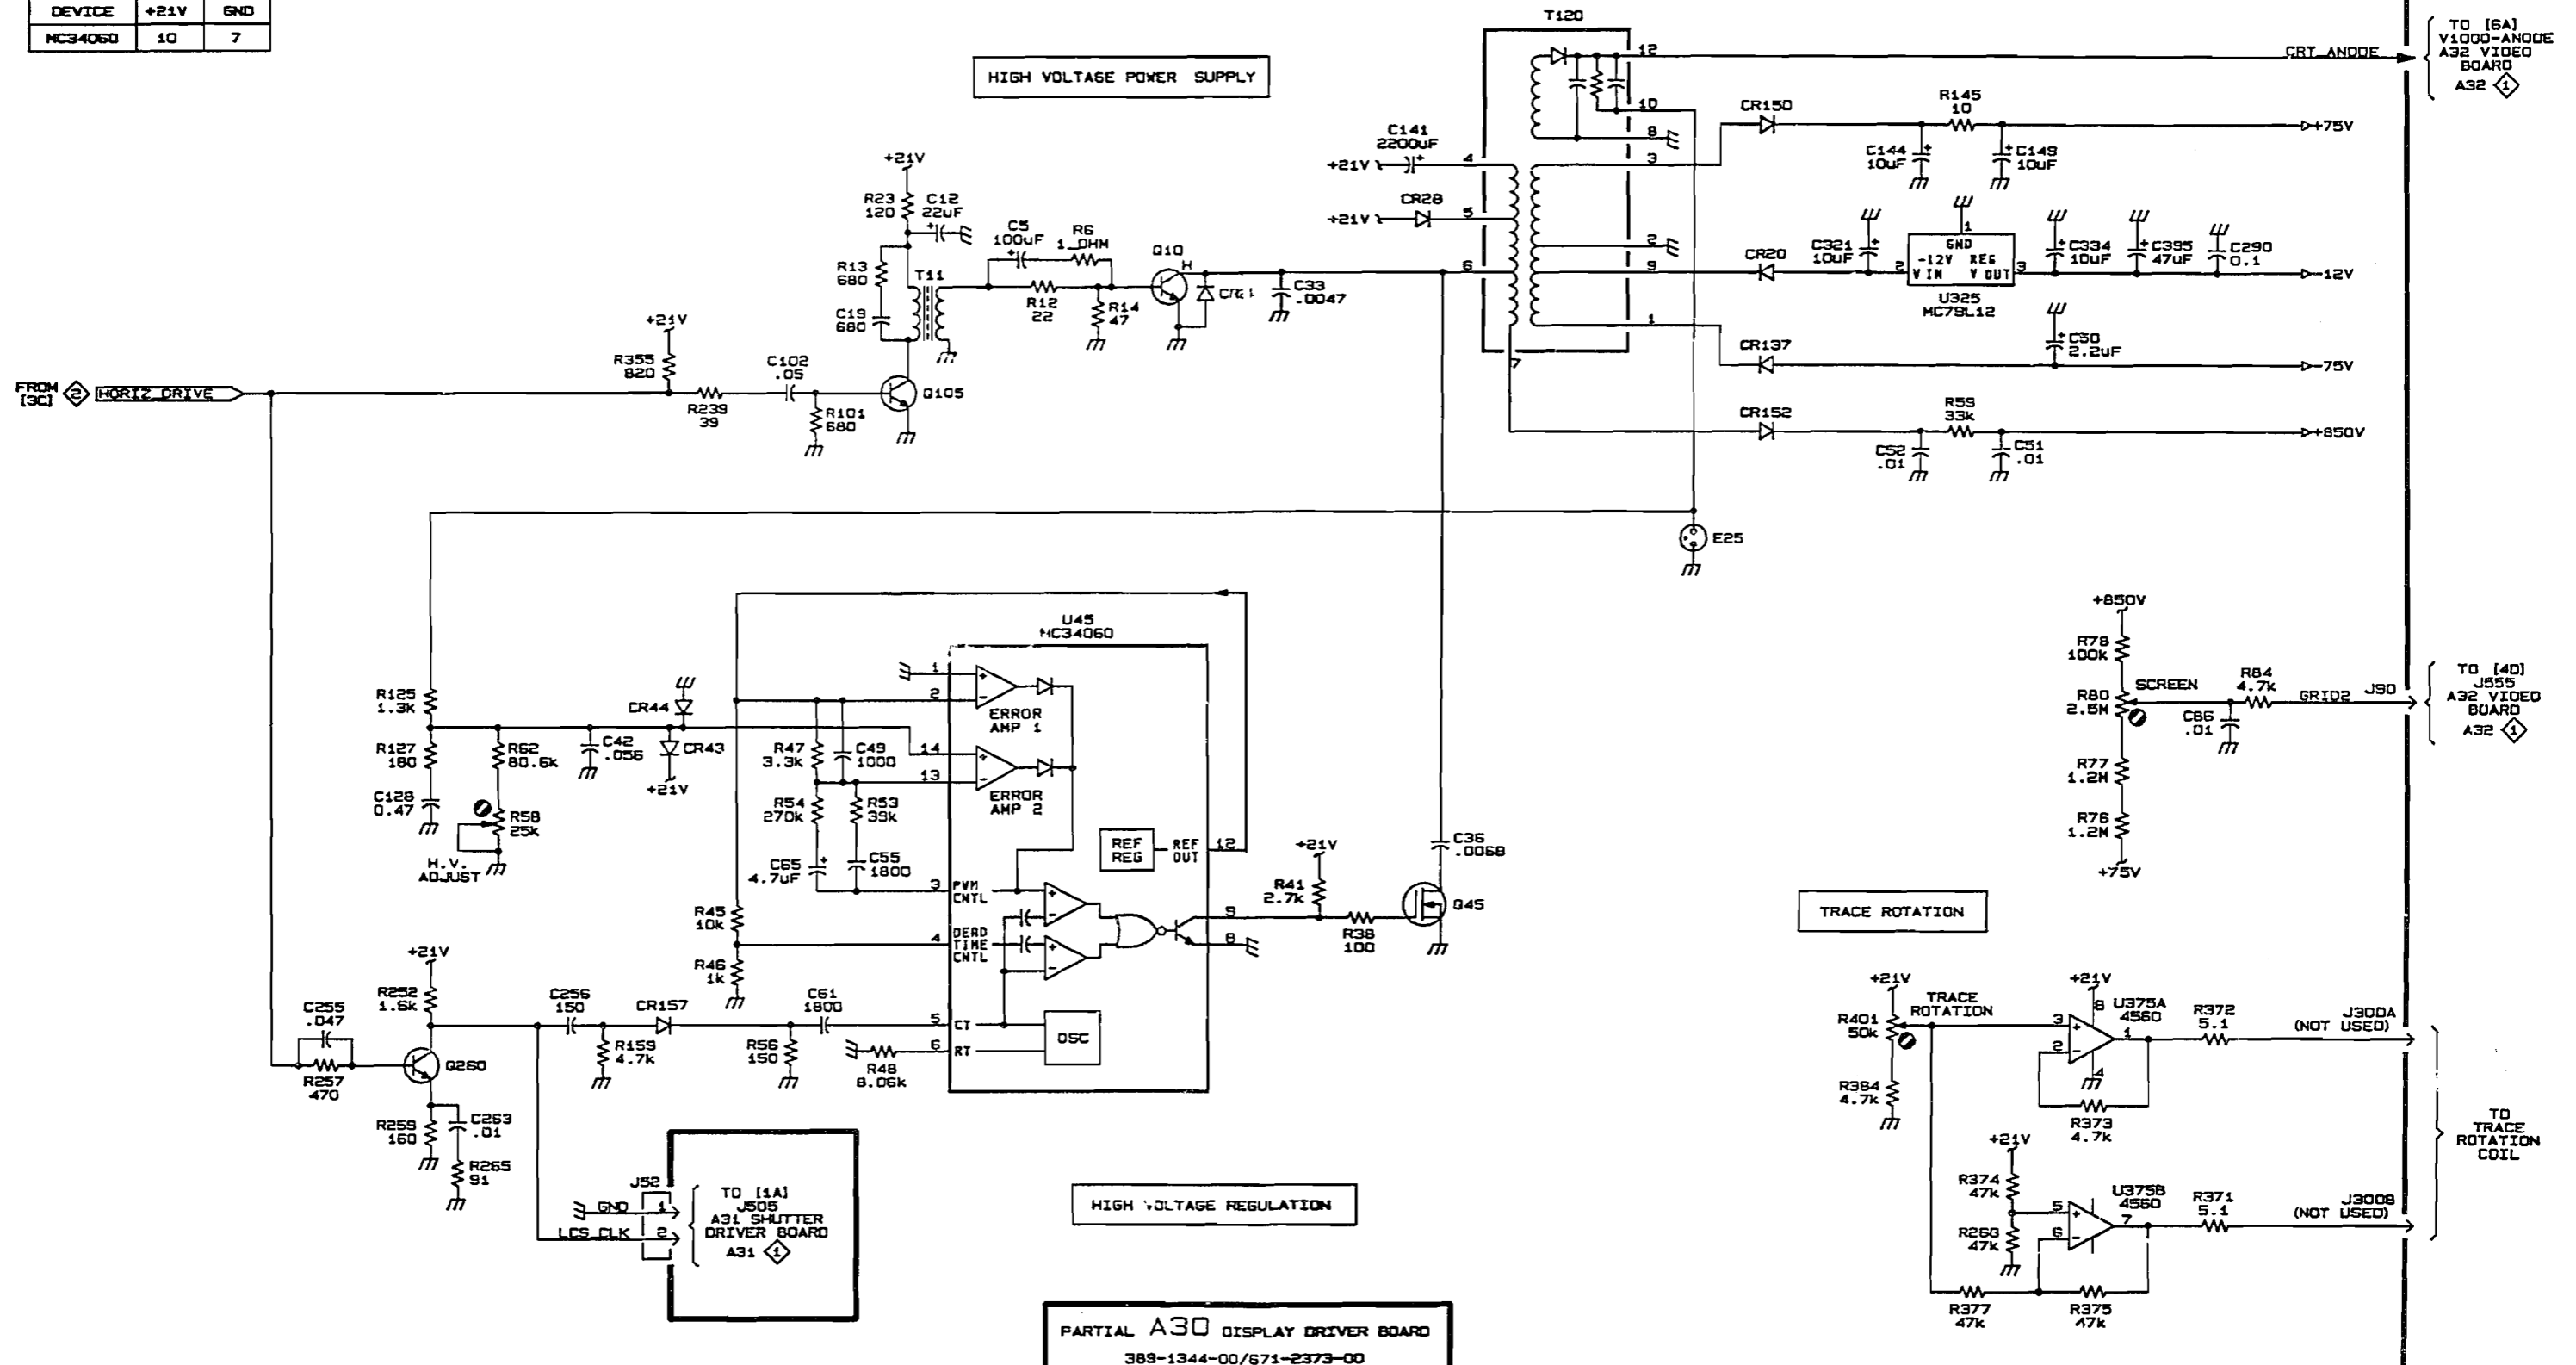 DEVICE +21V GND
MC34060 10 7
HIGH VOLTAGE POWER SUPPLY
T120
12
CRT ANODE
TO [6A]
V1000-ANODE
A32 VIDEO
BOARD
A32 1
10
8
CR150
R145
10
+75V
C144
10UF
C149
10UF
C141
2200UF
+21V
4
3
CR28
+21V
5
2
9
6
1
7
CR20
C321
10UF
1
GND
-12V REG
V IN V OUT
2
3
U325
MC79L12
C334
10UF
C395
47UF
C290
0.1
-12V
CR137
C50
2.2UF
-75V
CR152
R59
33K
+850V
C52
.01
C51
.01
+21V
R23
120
C12
22UF
R13
680
C19
680
T11
C5
100UF
R6
1 OHM
R12
22
R14
47
Q10
H
C33
.0047
FROM
[3C]
2
HORIZ DRIVE
+21V
R355
820
R239
39
C102
.05
R101
680
Q105
E25
U45
MC34060
R125
1.3K
R127
180
C128
0.47
R62
80.6K
R58
25K
H.V.
ADJUST
C42
.056
CR44
CR43
+21V
R47
3.3K
C49
1000
R54
270K
R53
39K
C65
4.7UF
C55
1800
1
2
ERROR
AMP 1
14
13
ERROR
AMP 2
REF
REG
REF
OUT
12
3
PWM
CNTL
R45
10K
R46
1K
4
DEAD
TIME
CNTL
9
8
5
CT
6
RT
OSC
+21V
R41
2.7K
R38
100
C36
.0068
Q45
+21V
R252
1.6K
C255
.047
R257
470
Q260
R259
160
C263
.01
R265
91
C256
150
R159
4.7K
CR157
R56
150
C61
1800
R48
8.06K
J52
GND
1
LCS CLK
2
TO [1A]
J505
A31 SHUTTER
DRIVER BOARD
A31 1
HIGH VOLTAGE REGULATION
+850V
R78
100K
R80
2.5M
SCREEN
R84
4.7K
C86
.01
GRID2
J90
R77
1.2M
R76
1.2M
+75V
TO [4D]
J555
A32 VIDEO
BOARD
A32 1
TRACE ROTATION
+21V
R401
50K
TRACE
ROTATION
4.7K
+21V
8
3
2
1
4
U375A
4560
R372
5.1
J300A
(NOT USED)
R373
4.7K
+21V
R374
47K
47K
5
6
7
U375B
4560
R371
5.1
J300B
(NOT USED)
R377
47K
R375
47K
TO
TRACE
ROTATION
COIL
PARTIAL A30 DISPLAY DRIVER BOARD
389-1344-00/671-2373-00